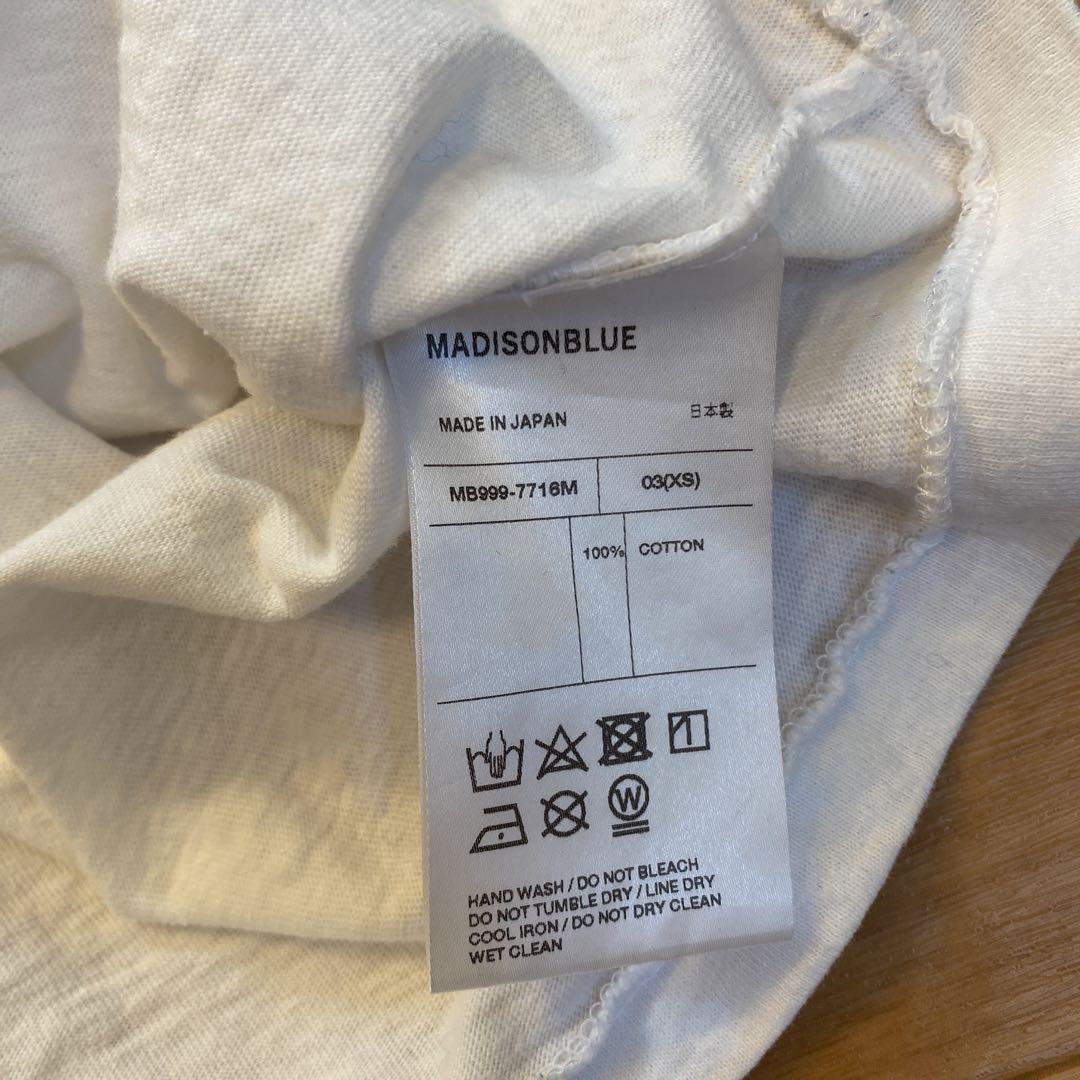 MADISONBLUE
MADE IN JAPAN 日本製
MB999-7716M 03(XS)
100% COTTON
W
HAND WASH / DO NOT BLEACH
DO NOT TUMBLE DRY / LINE DRY
COOL IRON / DO NOT DRY CLEAN
WET CLEAN